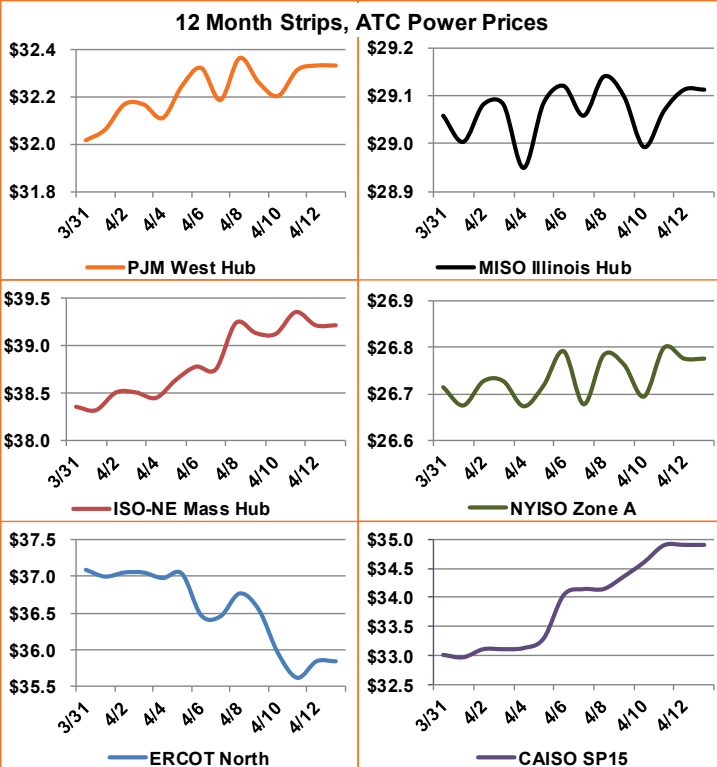 12 Month Strips, ATC Power Prices
$32.4
$32.2
$32.0
$31.8
3/31 4/2 4/4 4/6 4/8 4/10 4/12
PJM West Hub
$29.2
$29.1
$29.0
$28.9
3/31 4/2 4/4 4/6 4/8 4/10 4/12
MISO Illinois Hub
$39.5
$39.0
$38.5
$38.0
3/31 4/2 4/4 4/6 4/8 4/10 4/12
ISO-NE Mass Hub
$26.9
$26.8
$26.7
$26.6
3/31 4/2 4/4 4/6 4/8 4/10 4/12
NYISO Zone A
$37.5
$37.0
$36.5
$36.0
$35.5
3/31 4/2 4/4 4/6 4/8 4/10 4/12
ERCOT North
$35.0
$34.5
$34.0
$33.5
$33.0
$32.5
3/31 4/2 4/4 4/6 4/8 4/10 4/12
CAISO SP15